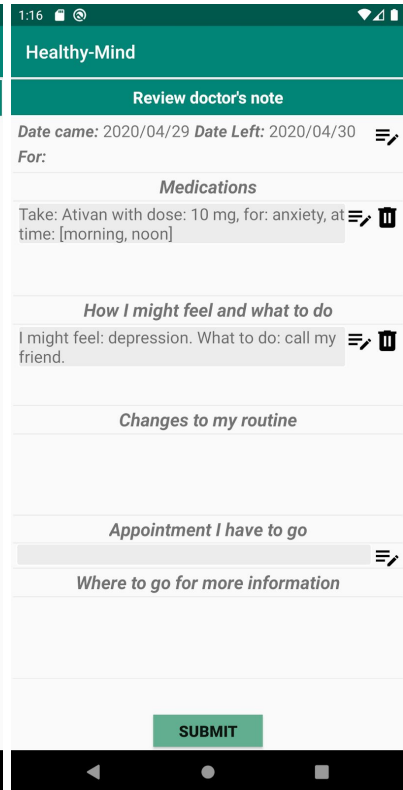 1:16
Healthy-Mind
Review doctor's note
Date came: 2020/04/29 Date Left: 2020/04/30
For:
Medications
Take: Ativan with dose: 10 mg, for: anxiety, at
time: [morning, noon]
How I might feel and what to do
I might feel: depression. What to do: call my
friend.
Changes to my routine
Appointment I have to go
Where to go for more information
SUBMIT